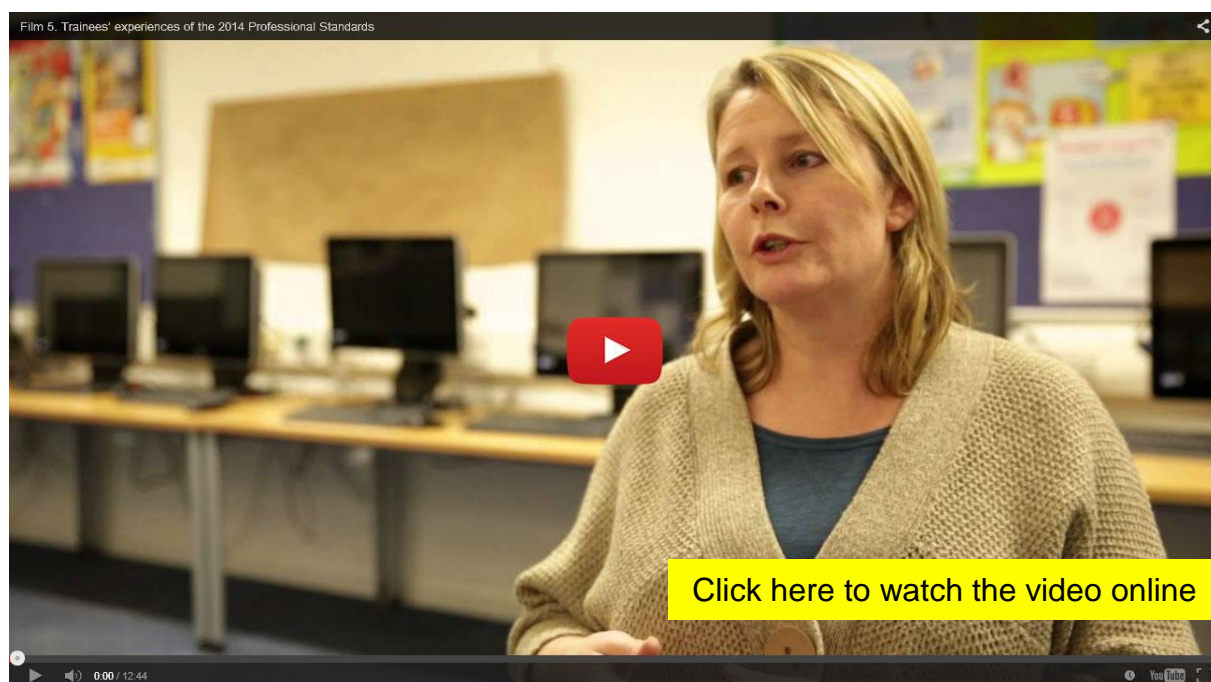 Film 5. Trainees' experiences of the 2014 Professional Standards
Click here to watch the video online
0:00 / 12:44
YouTube